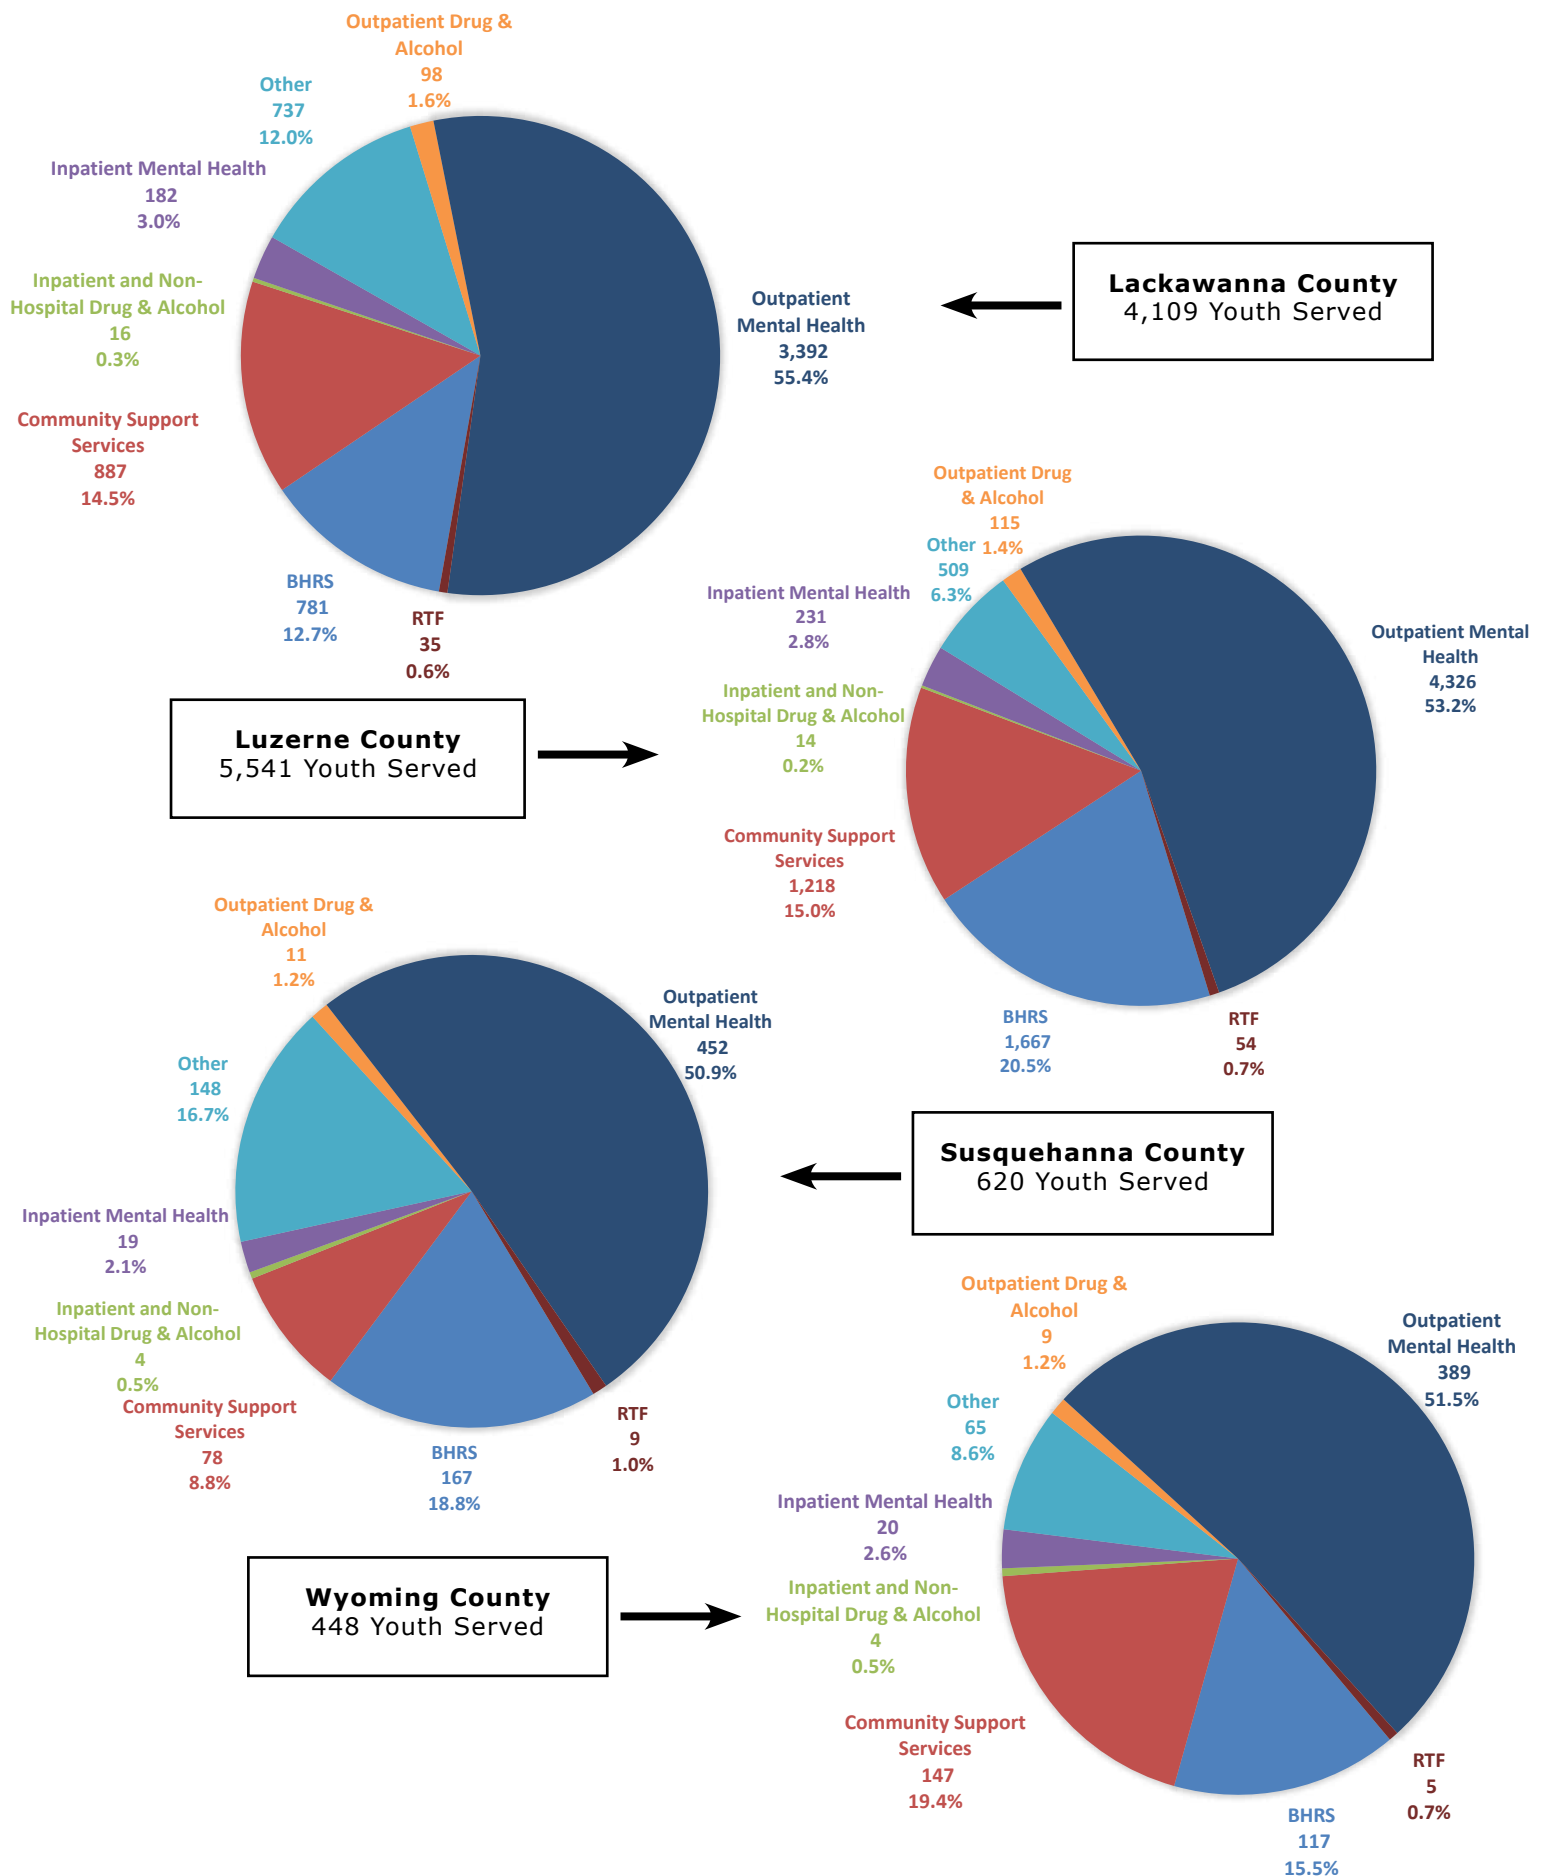 Outpatient Drug &
Alcohol
98
1.6%
Other
737
12.0%
Inpatient Mental Health
182
3.0%
Inpatient and Non-
Hospital Drug & Alcohol
16
0.3%
Community Support
Services
887
14.5%
BHRS
781
12.7%
RTF
35
0.6%
Outpatient
Mental Health
3,392
55.4%
Lackawanna County
4,109 Youth Served
Luzerne County
5,541 Youth Served
Outpatient Drug
& Alcohol
115
1.4%
Other
509
6.3%
Inpatient Mental Health
231
2.8%
Inpatient and Non-
Hospital Drug & Alcohol
14
0.2%
Community Support
Services
1,218
15.0%
BHRS
1,667
20.5%
RTF
54
0.7%
Outpatient Mental
Health
4,326
53.2%
Outpatient Drug &
Alcohol
11
1.2%
Other
148
16.7%
Inpatient Mental Health
19
2.1%
Inpatient and Non-
Hospital Drug & Alcohol
4
0.5%
Community Support
Services
78
8.8%
BHRS
167
18.8%
RTF
9
1.0%
Outpatient
Mental Health
452
50.9%
Susquehanna County
620 Youth Served
Wyoming County
448 Youth Served
Outpatient Drug &
Alcohol
9
1.2%
Other
65
8.6%
Inpatient Mental Health
20
2.6%
Inpatient and Non-
Hospital Drug & Alcohol
4
0.5%
Community Support
Services
147
19.4%
BHRS
117
15.5%
RTF
5
0.7%
Outpatient
Mental Health
389
51.5%